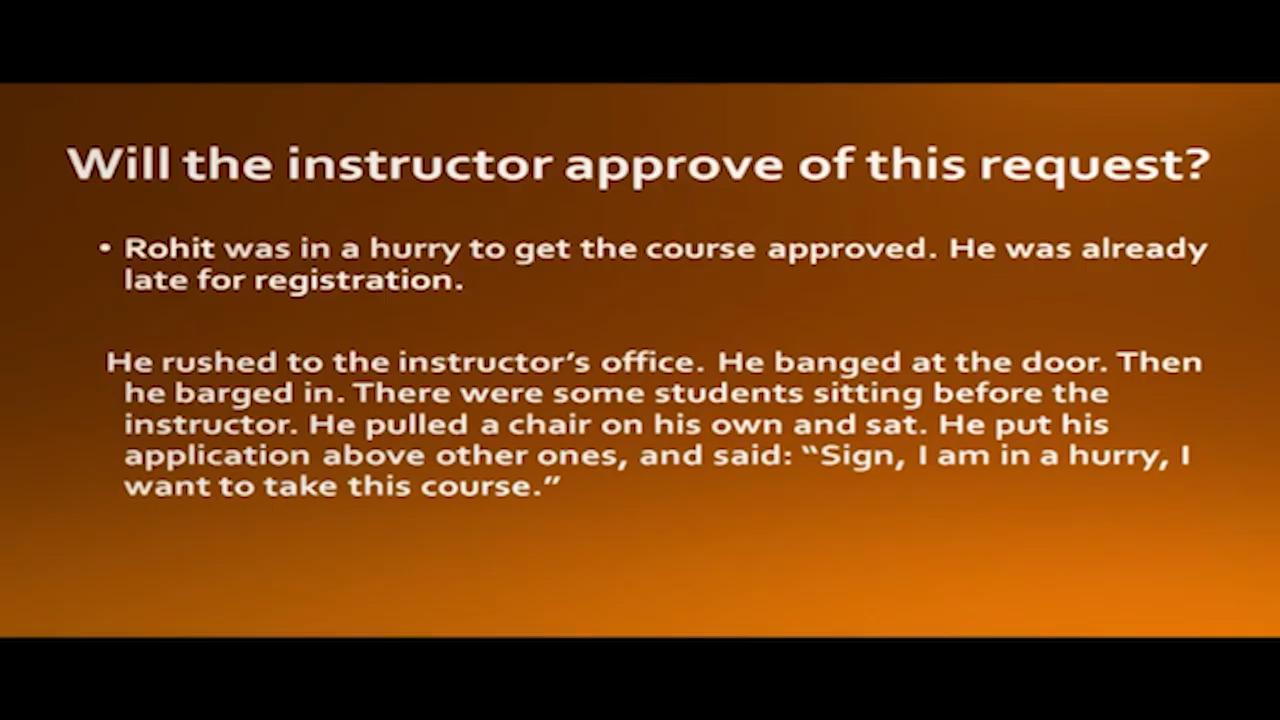 Will the instructor approve of this request?
• Rohit was in a hurry to get the course approved. He was already
late for registration.
He rushed to the instructor’s office. He banged at the door. Then
he barged in. There were some students sitting before the
instructor. He pulled a chair on his own and sat. He put his
application above other ones, and said: “Sign, I am in a hurry, I
want to take this course.”